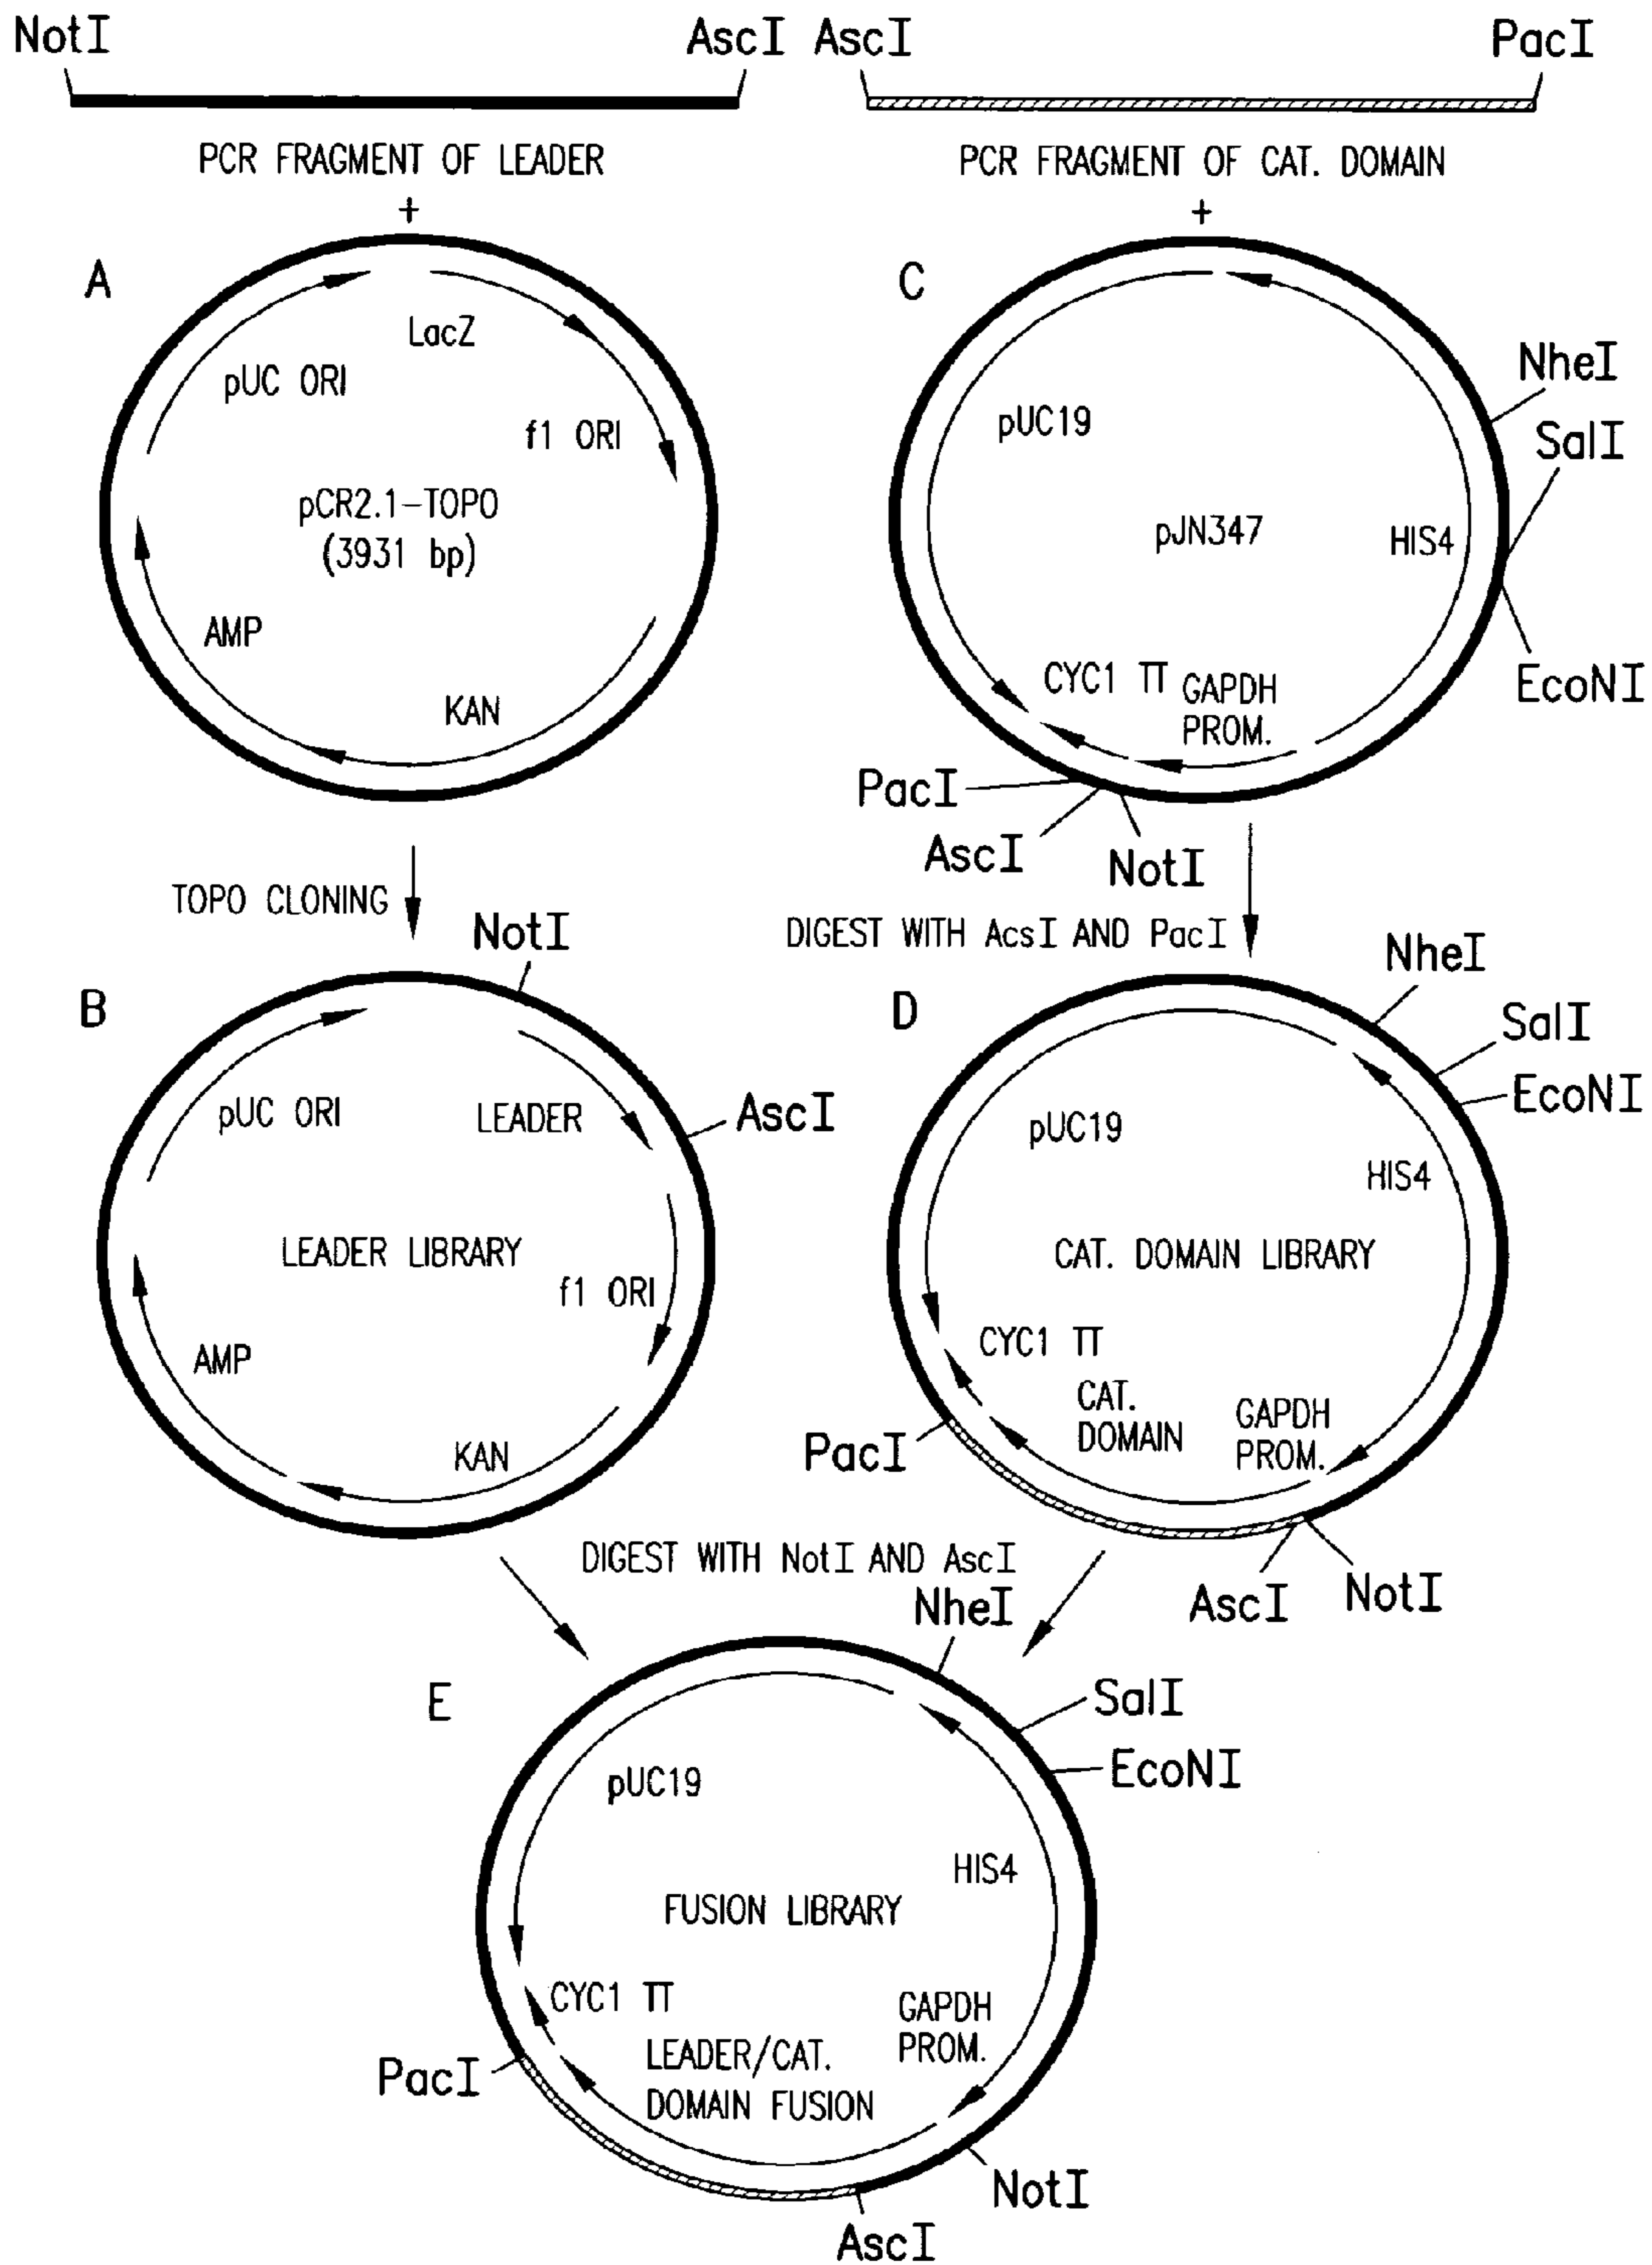 NotI
AscI
AscI
PacI
PCR FRAGMENT OF LEADER
+
PCR FRAGMENT OF CAT. DOMAIN
+
A
LacZ
pUC ORI
f1 ORI
pCR2.1-TOPO
(3931 bp)
AMP
KAN
C
NheI
SalI
pUC19
pJN347
HIS4
EcoNI
CYC1 TT
GAPDH
PROM.
PacI
AscI
NotI
TOPO CLONING
DIGEST WITH AcsI AND PacI
B
NotI
AscI
pUC ORI
LEADER
LEADER LIBRARY
f1 ORI
AMP
KAN
D
NheI
SalI
EcoNI
pUC19
HIS4
CAT. DOMAIN LIBRARY
CYC1 TT
CAT.
DOMAIN
GAPDH
PROM.
PacI
AscI
NotI
DIGEST WITH NotI AND AscI
E
NheI
SalI
EcoNI
pUC19
HIS4
FUSION LIBRARY
CYC1 TT
GAPDH
PROM.
LEADER/CAT.
DOMAIN FUSION
PacI
NotI
AscI